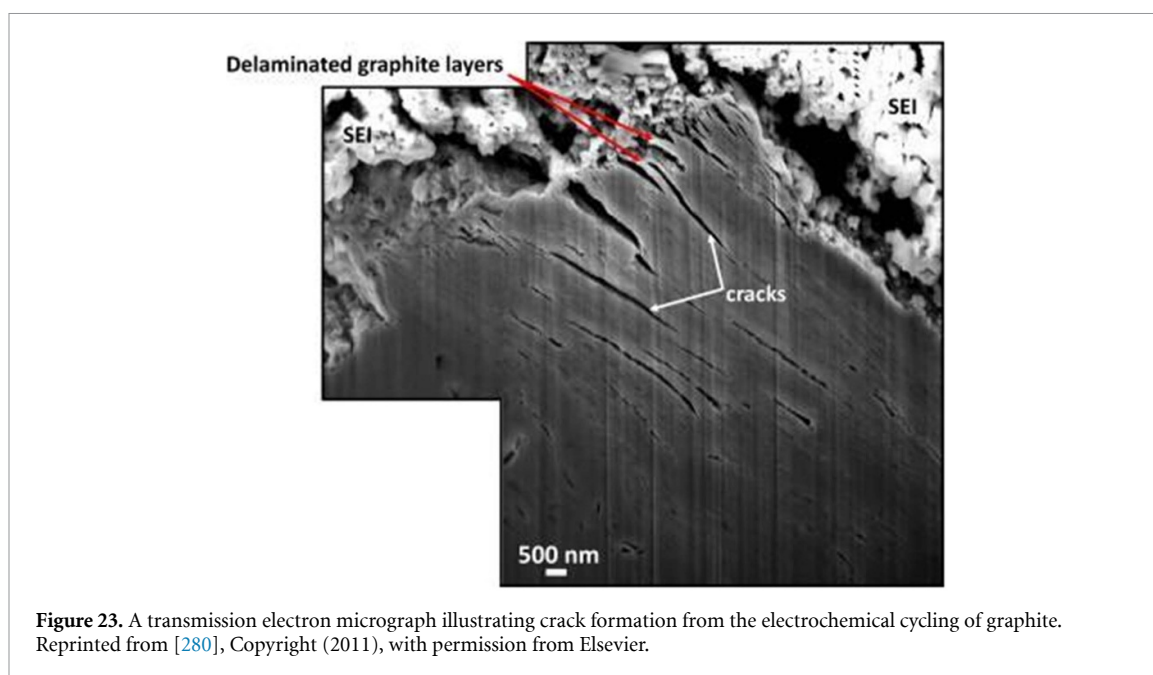 Delaminated graphite layers
SEI
SEI
cracks
500 nm
Figure 23. A transmission electron micrograph illustrating crack formation from the electrochemical cycling of graphite.
Reprinted from [280], Copyright (2011), with permission from Elsevier.